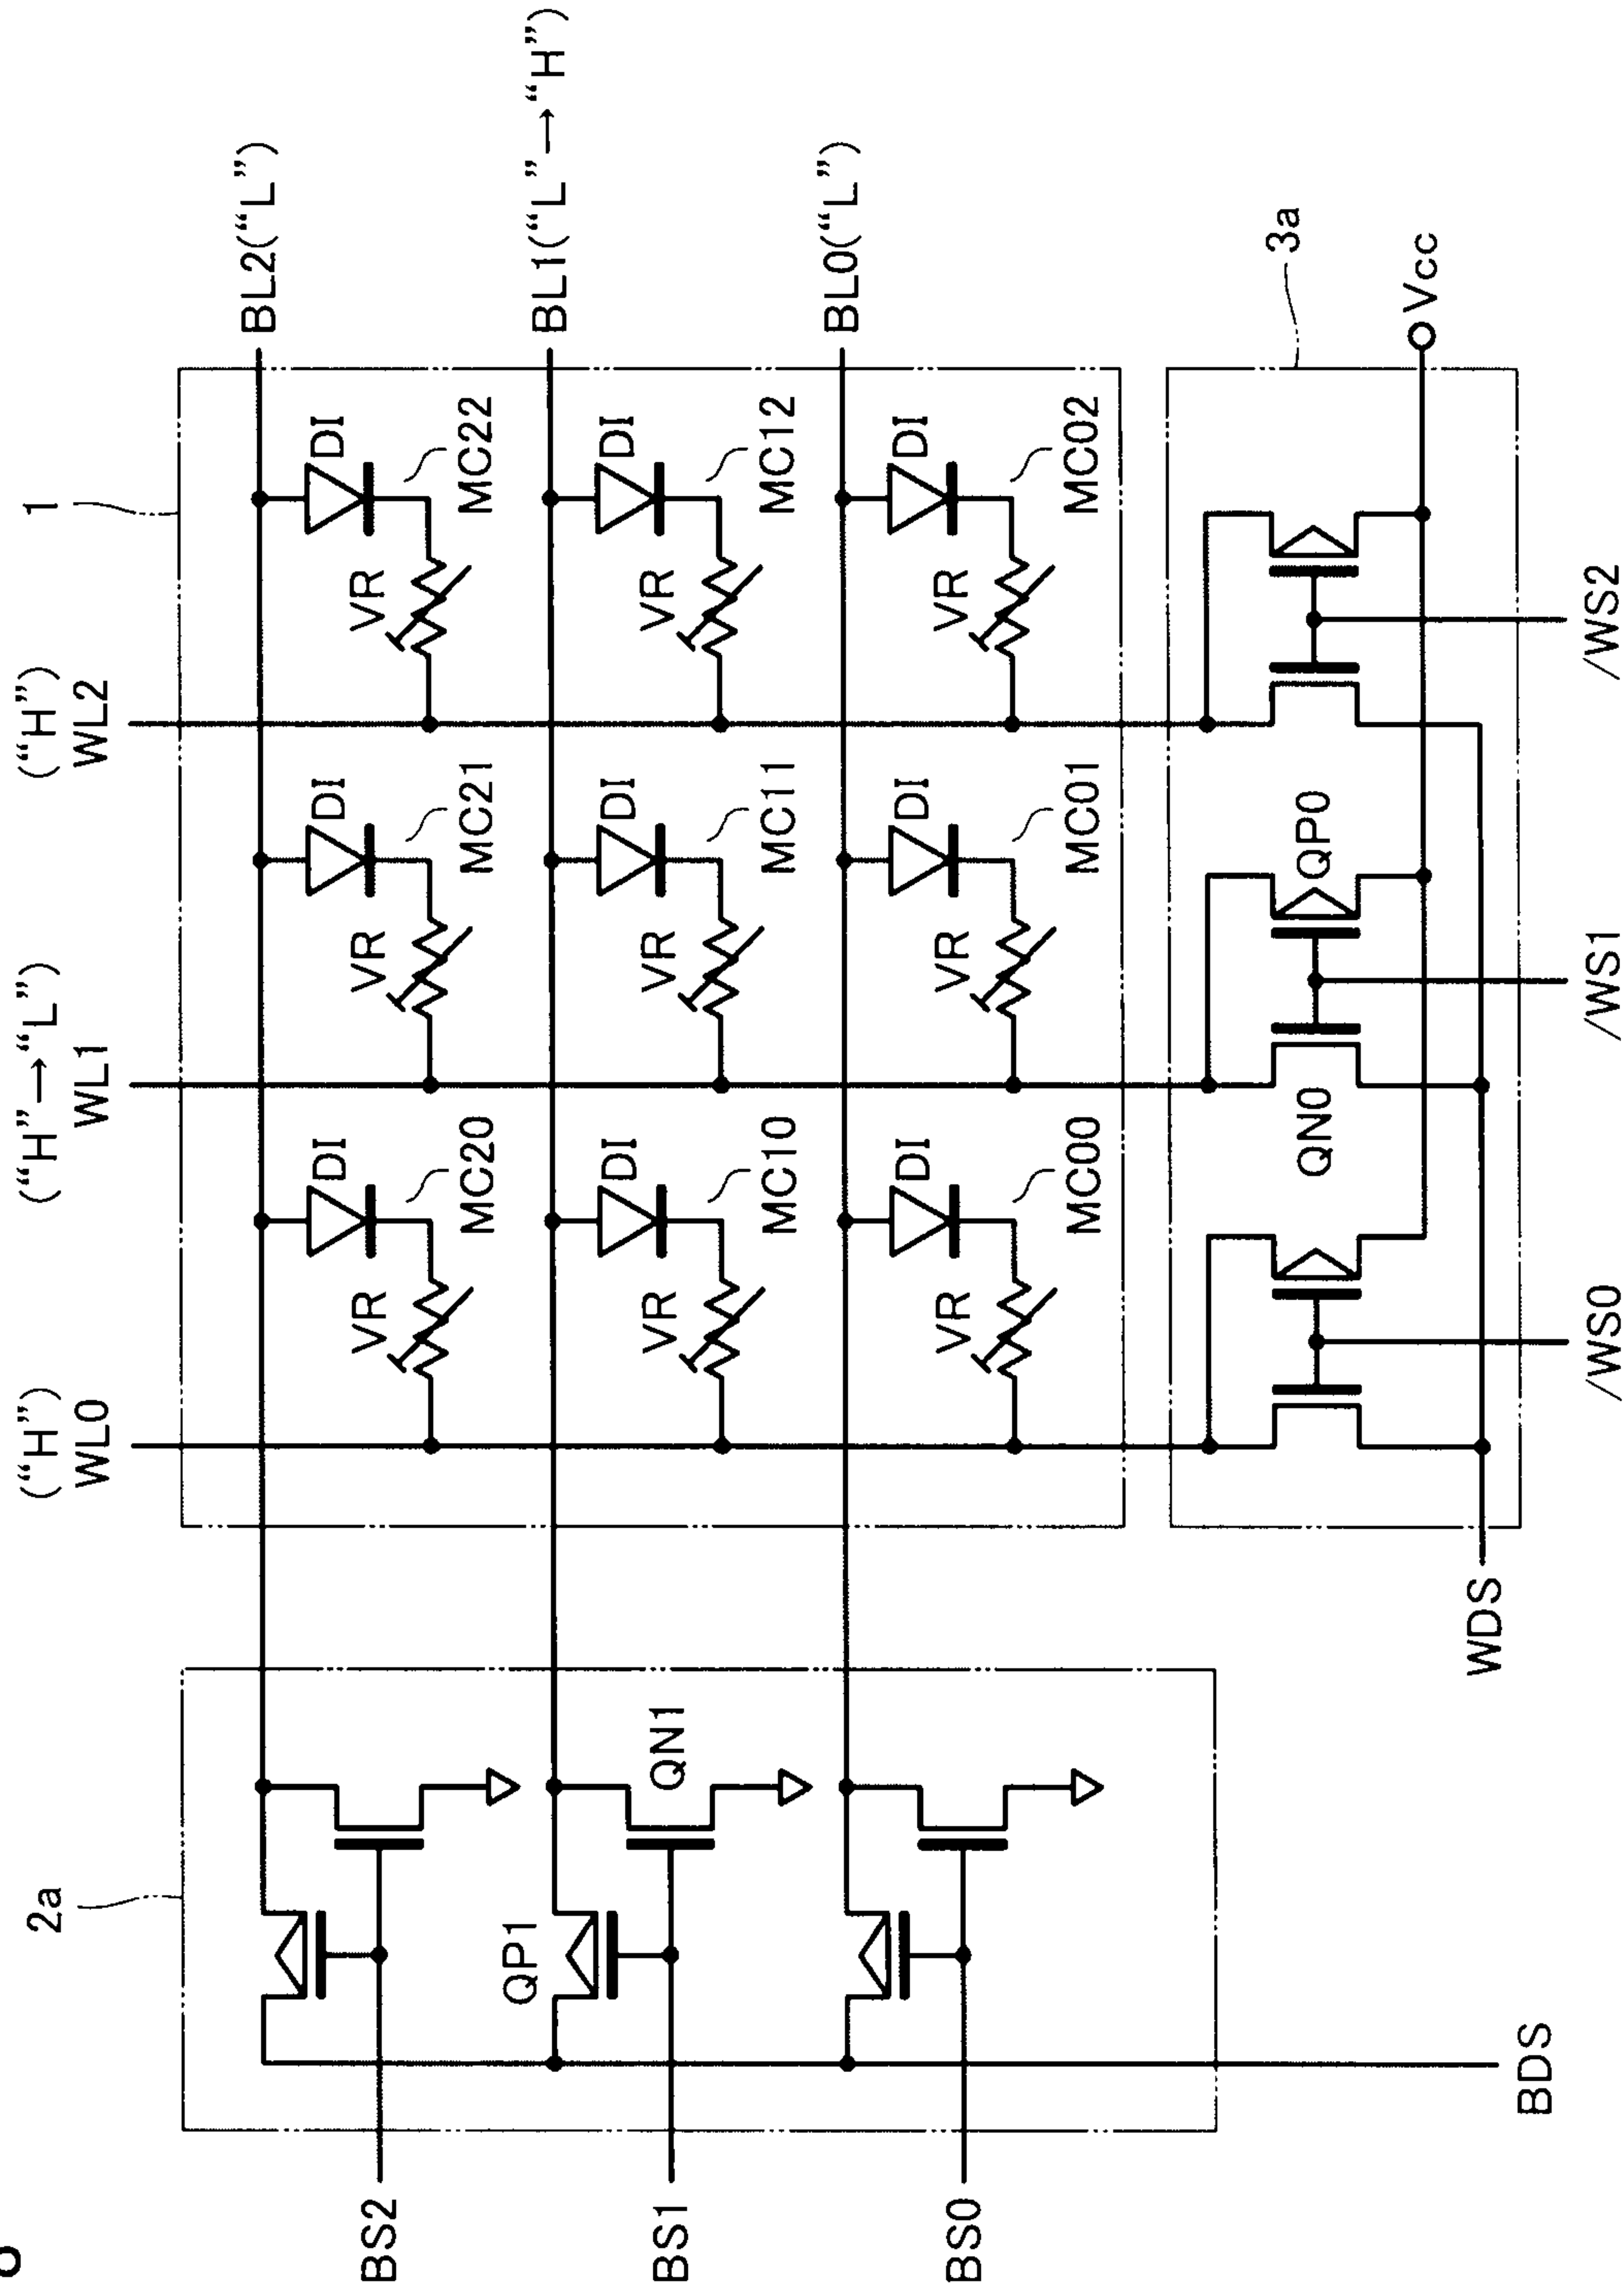 1
("H")
WL0
("H"→"L")
WL1
("H")
WL2
2a
BL2("L")
DI
DI
DI
VR
VR
VR
MC20
MC21
MC22
BS2
BL1("L"→"H")
QP1
QN1
DI
DI
DI
VR
VR
VR
MC10
MC11
MC12
BS1
BL0("L")
DI
DI
DI
VR
VR
VR
MC00
MC01
MC02
BS0
3a
QN0
QP0
Vcc
WDS
BDS
/WS0
/WS1
/WS2